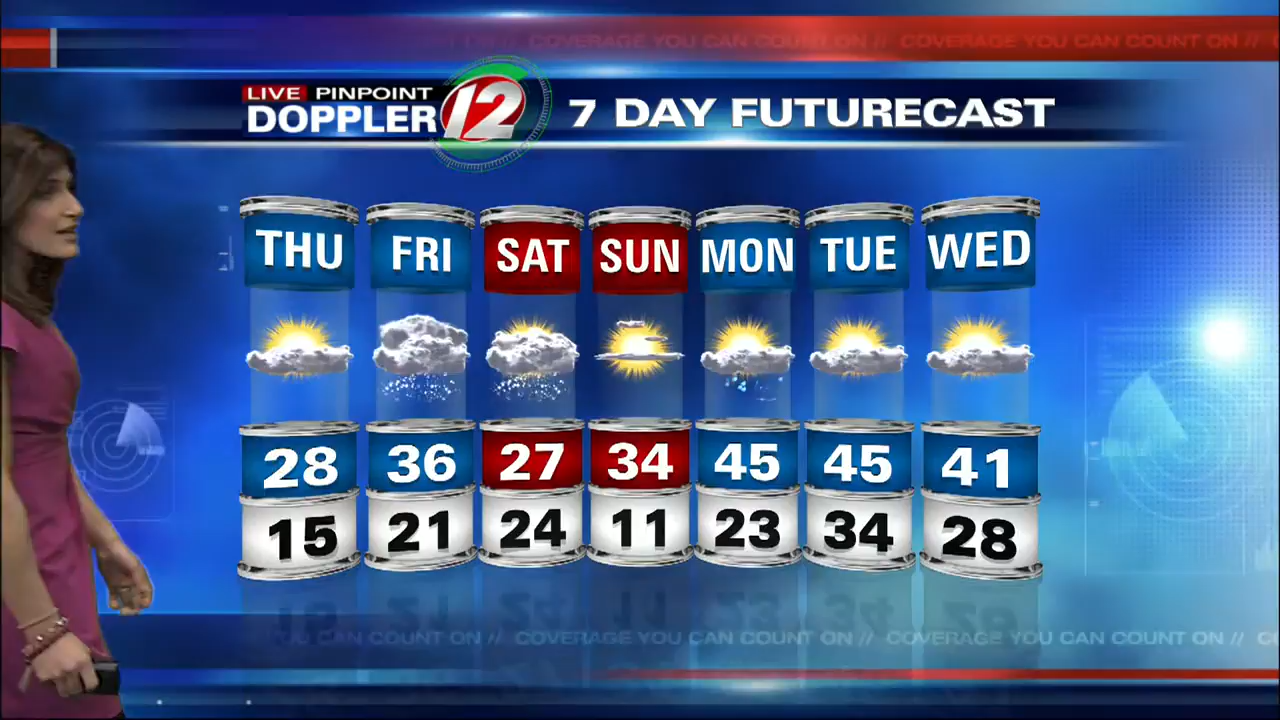 COVERAGE YOU CAN COUNT ON // COVERAGE YOU CAN COUNT ON //
LIVE PINPOINT
DOPPLER 12
7 DAY FUTURECAST
THU FRI SAT SUN MON TUE WED
28 36 27 34 45 45 41
15 21 24 11 23 34 28
YOU CAN COUNT ON // COVERAGE YOU CAN COUNT ON // COVERAGE YOU CAN COUNT ON //